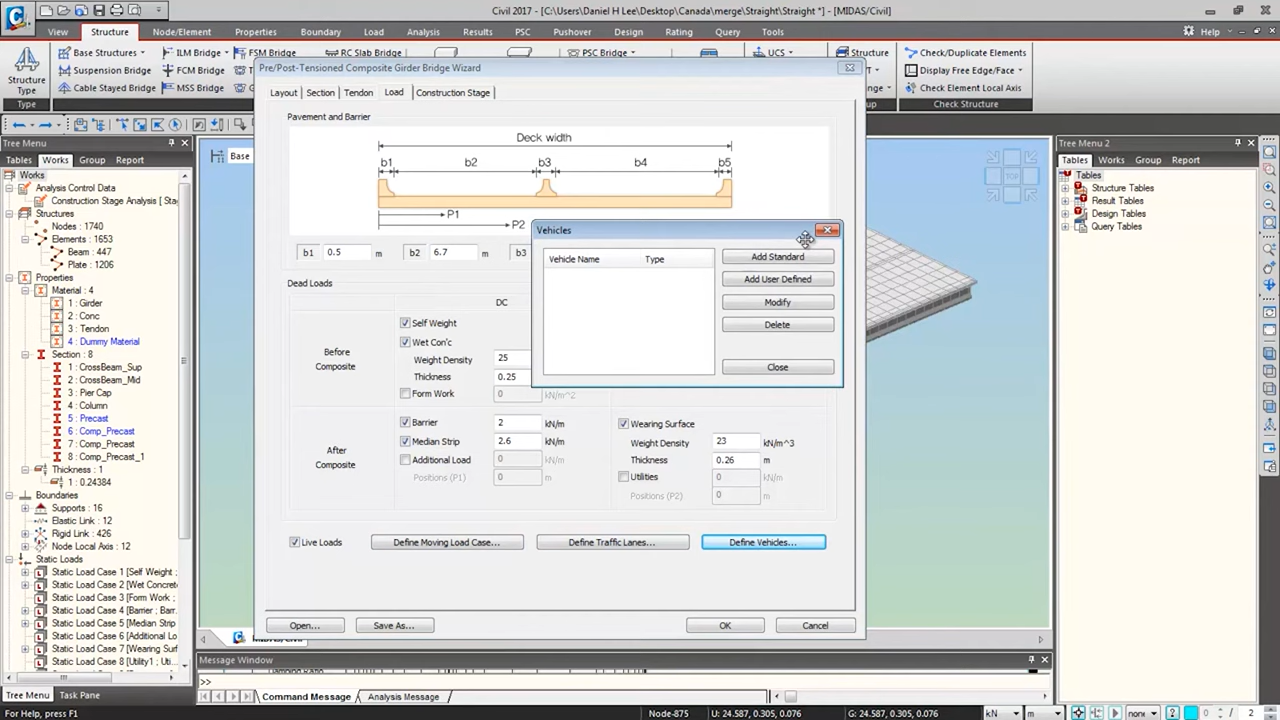 Civil 2017 - [C:\Users\Daniel H Lee\Desktop\Canada\merge\Straight\Straight *] - [MIDAS/Civil]
View Structure Node/Element Properties Boundary Load Analysis Results PSC Pushover Design Rating Query Tools Help
Base Structures ILM Bridge FSM Bridge RC Slab Bridge PSC Bridge UCS Structure Check/Duplicate Elements
Suspension Bridge FCM Bridge Display Free Edge/Face
Cable Stayed Bridge MSS Bridge Check Element Local Axis
Structure
Type
Type Check Structure
Pre/Post-Tensioned Composite Girder Bridge Wizard
Layout Section Tendon Load Construction Stage
Pavement and Barrier
Deck width
b1 b2 b3 b4 b5
P1
P2
b1 0.5 m b2 6.7 m b3
Dead Loads
DC
Before
Composite
Self Weight
Wet Con'c
Weight Density 25
Thickness 0.25
Form Work 0 kN/m^2
After
Composite
Barrier 2 kN/m
Median Strip 2.6 kN/m
Additional Load 0 kN/m
Positions (P1) 0 m
Wearing Surface
Weight Density 23 kN/m^3
Thickness 0.26 m
Utilities 0 kN/m
Positions (P2) 0 m
Live Loads Define Moving Load Case... Define Traffic Lanes... Define Vehicles...
Open... Save As... OK Cancel
Vehicles
Vehicle Name Type
Add Standard
Add User Defined
Modify
Delete
Close
Tree Menu
Tables Works Group Report
Works
Analysis Control Data
Construction Stage Analysis [ Stag
Structures
Nodes : 1740
Elements : 1653
Beam : 447
Plate : 1206
Properties
Material : 4
1 : Girder
2 : Conc
3 : Tendon
4 : Dummy Material
Section : 8
1 : CrossBeam_Sup
2 : CrossBeam_Mid
3 : Pier Cap
4 : Column
5 : Precast
6 : Comp_Precast
7 : Comp_Precast
8 : Comp_Precast_1
Thickness : 1
1 : 0.24384
Boundaries
Supports : 16
Elastic Link : 12
Rigid Link : 426
Node Local Axis : 12
Static Loads
Static Load Case 1 [Self Weight ;
Static Load Case 2 [Wet Concrete
Static Load Case 3 [Form Work ;
Static Load Case 4 [Barrier ; Barr
Static Load Case 5 [Median Strip
Static Load Case 6 [Additional Lo
Static Load Case 7 [Wearing Surf
Static Load Case 8 [Utility1 ; Uti
Tree Menu Task Pane
Base
TOP
Tree Menu 2
Tables Works Group Report
Tables
Structure Tables
Result Tables
Design Tables
Query Tables
Message Window
>>
Command Message Analysis Message
For Help, press F1 Node-875 U: 24.587, 0.305, 0.076 G: 24.587, 0.305, 0.076 kN m none ? 0 / 2